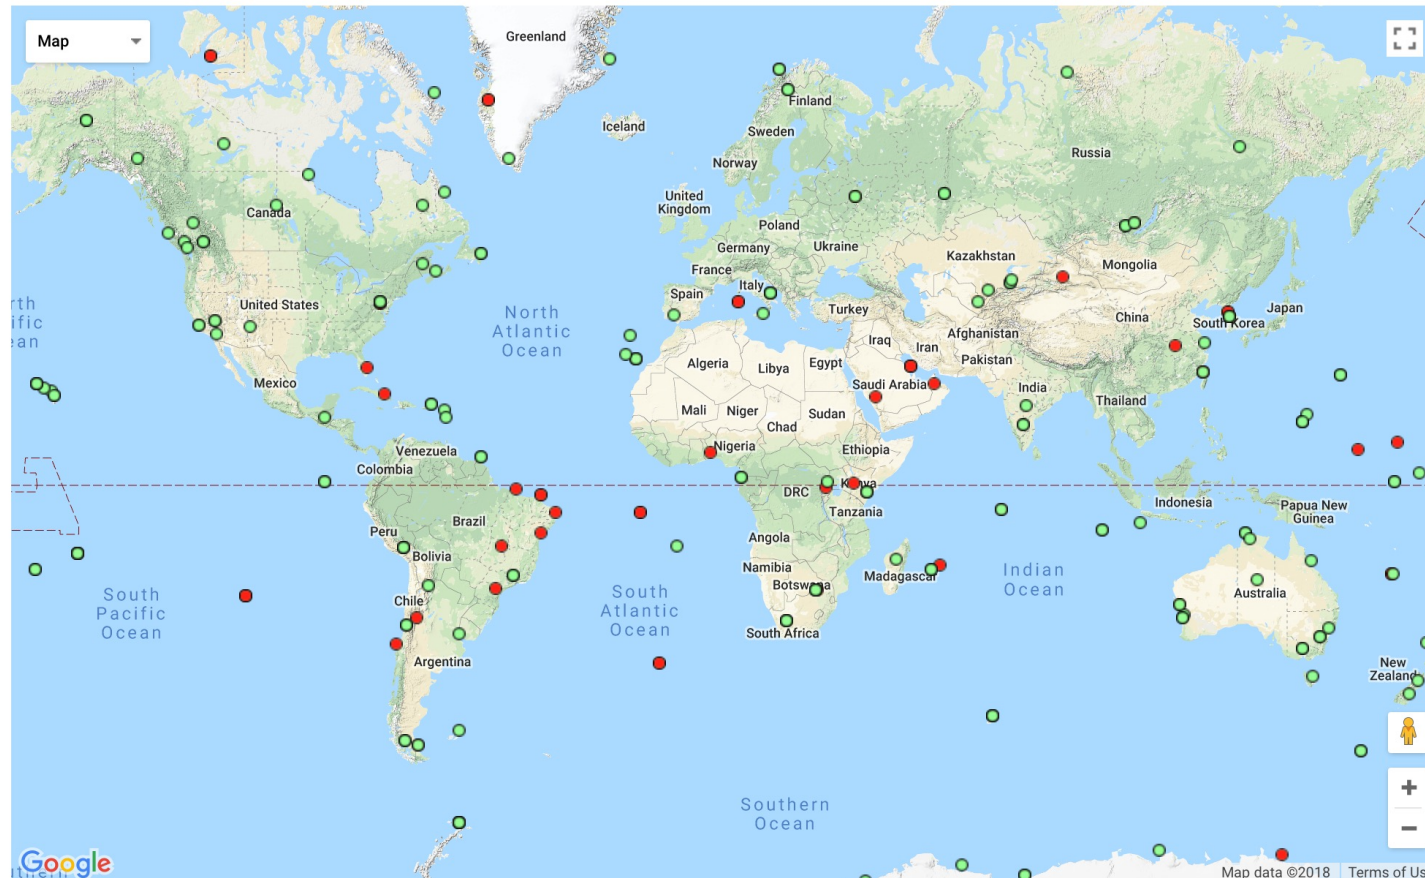 Map
Greenland
Iceland
Finland
Sweden
Norway
Russia
United
Kingdom
Canada
Poland
Germany
Ukraine
Kazakhstan
Mongolia
France
Italy
Spain
United States
Turkey
Japan
China
South Korea
North
Atlantic
Ocean
Iraq
Iran
Afghanistan
Pakistan
Algeria
Libya
Egypt
Saudi Arabia
India
Mexico
Thailand
Mali
Niger
Sudan
Chad
Nigeria
Ethiopia
Venezuela
Colombia
DRC
Kenya
Tanzania
Indonesia
Papua New
Guinea
Brazil
Peru
Bolivia
Angola
Namibia
Botswana
Madagascar
Indian
Ocean
Australia
South
Pacific
Ocean
Chile
South
Atlantic
Ocean
South Africa
Argentina
New
Zealand
Southern
Ocean
+
−
Google
Map data ©2018
Terms of Us